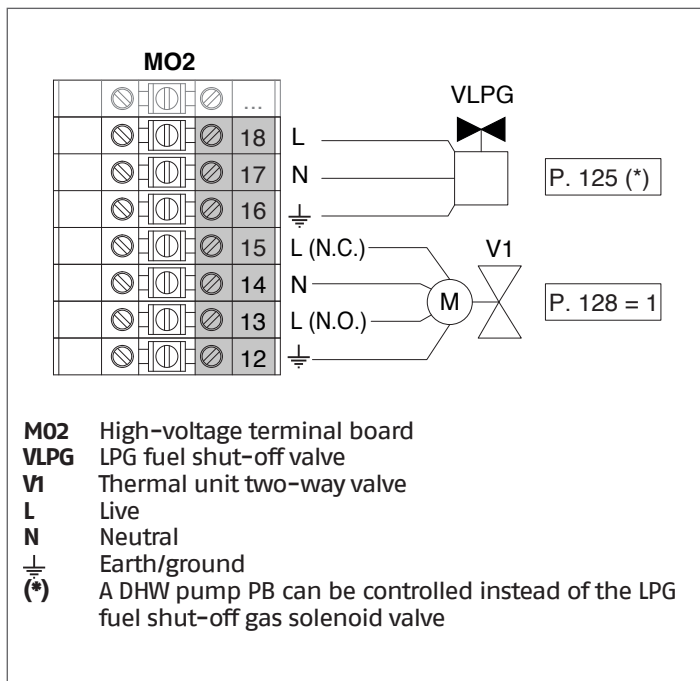 MO2
VLPG
...
18 L
17 N
P. 125 (*)
16
15 L (N.C.)
V1
14 N
M
P. 128 = 1
13 L (N.O.)
12
MO2 High-voltage terminal board
VLPG LPG fuel shut-off valve
V1 Thermal unit two-way valve
L Live
N Neutral
⏚ Earth/ground
(*) A DHW pump PB can be controlled instead of the LPG
fuel shut-off gas solenoid valve